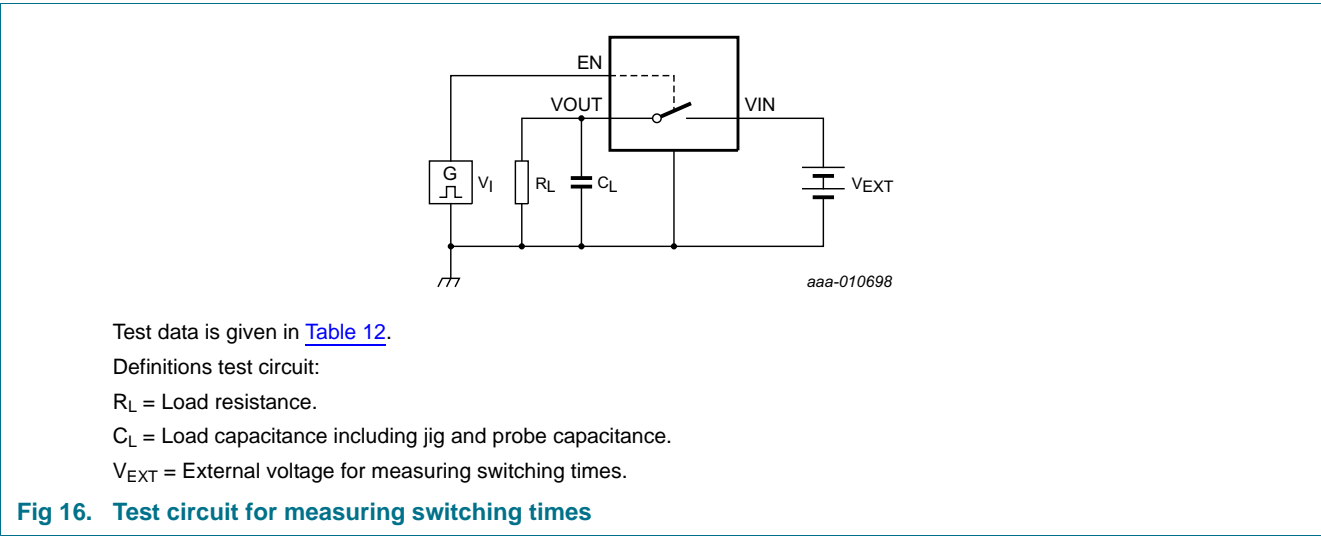 EN
VOUT
VIN
G
VI
RL
CL
VEXT
aaa-010698
Test data is given in Table 12.
Definitions test circuit:
RL = Load resistance.
CL = Load capacitance including jig and probe capacitance.
VEXT = External voltage for measuring switching times.
Fig 16. Test circuit for measuring switching times